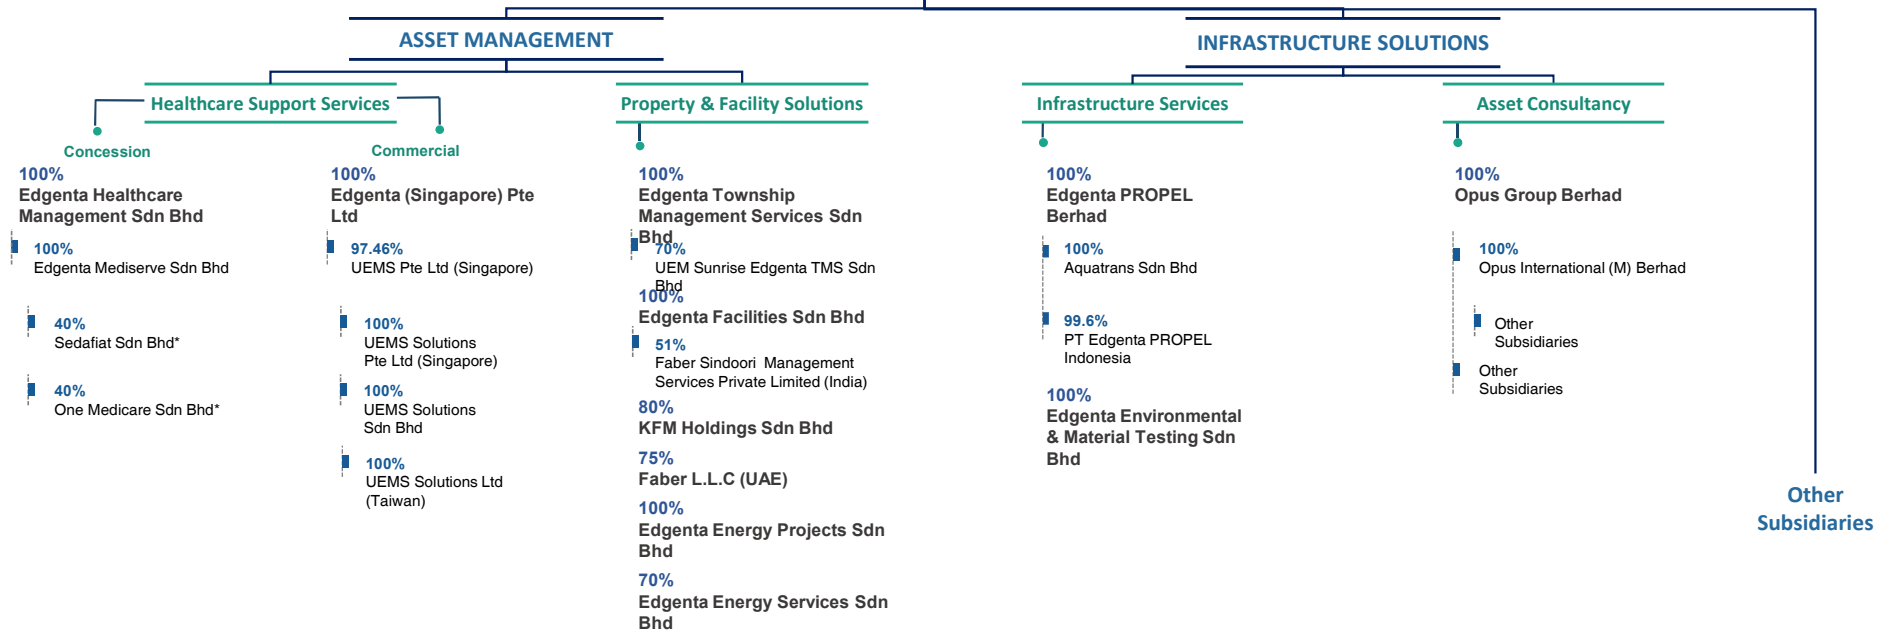 ASSET MANAGEMENT
INFRASTRUCTURE SOLUTIONS
Healthcare Support Services
Property & Facility Solutions
Infrastructure Services
Asset Consultancy
Concession
100%
Edgenta Healthcare
Management Sdn Bhd
100%
Edgenta Mediserve Sdn Bhd
40%
Sedafiat Sdn Bhd*
40%
One Medicare Sdn Bhd*
Commercial
100%
Edgenta (Singapore) Pte
Ltd
97.46%
UEMS Pte Ltd (Singapore)
100%
UEMS Solutions
Pte Ltd (Singapore)
100%
UEMS Solutions
Sdn Bhd
100%
UEMS Solutions Ltd
(Taiwan)
100%
Edgenta Township
Management Services Sdn
Bhd
70%
UEM Sunrise Edgenta TMS Sdn
Bhd
100%
Edgenta Facilities Sdn Bhd
51%
Faber Sindoori Management
Services Private Limited (India)
80%
KFM Holdings Sdn Bhd
75%
Faber L.L.C (UAE)
100%
Edgenta Energy Projects Sdn
Bhd
70%
Edgenta Energy Services Sdn
Bhd
100%
Edgenta PROPEL
Berhad
100%
Aquatrans Sdn Bhd
99.6%
PT Edgenta PROPEL
Indonesia
100%
Edgenta Environmental
& Material Testing Sdn
Bhd
100%
Opus Group Berhad
100%
Opus International (M) Berhad
Other
Subsidiaries
Other
Subsidiaries
Other
Subsidiaries